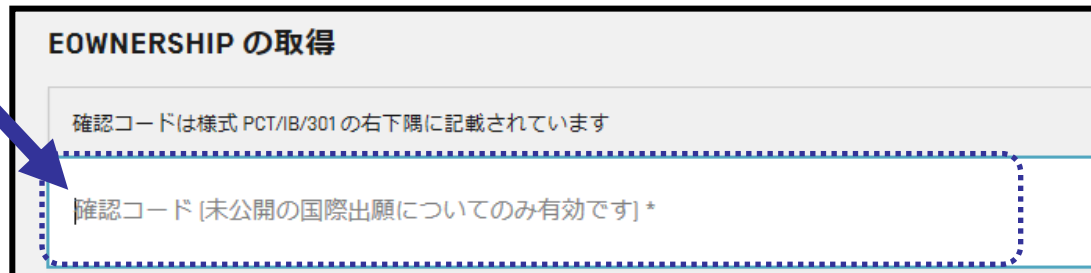 EOWNERSHIP の取得
確認コードは様式 PCT/IB/301 の右下隅に記載されています
確認コード [未公開の国際出願についてのみ有効です] *